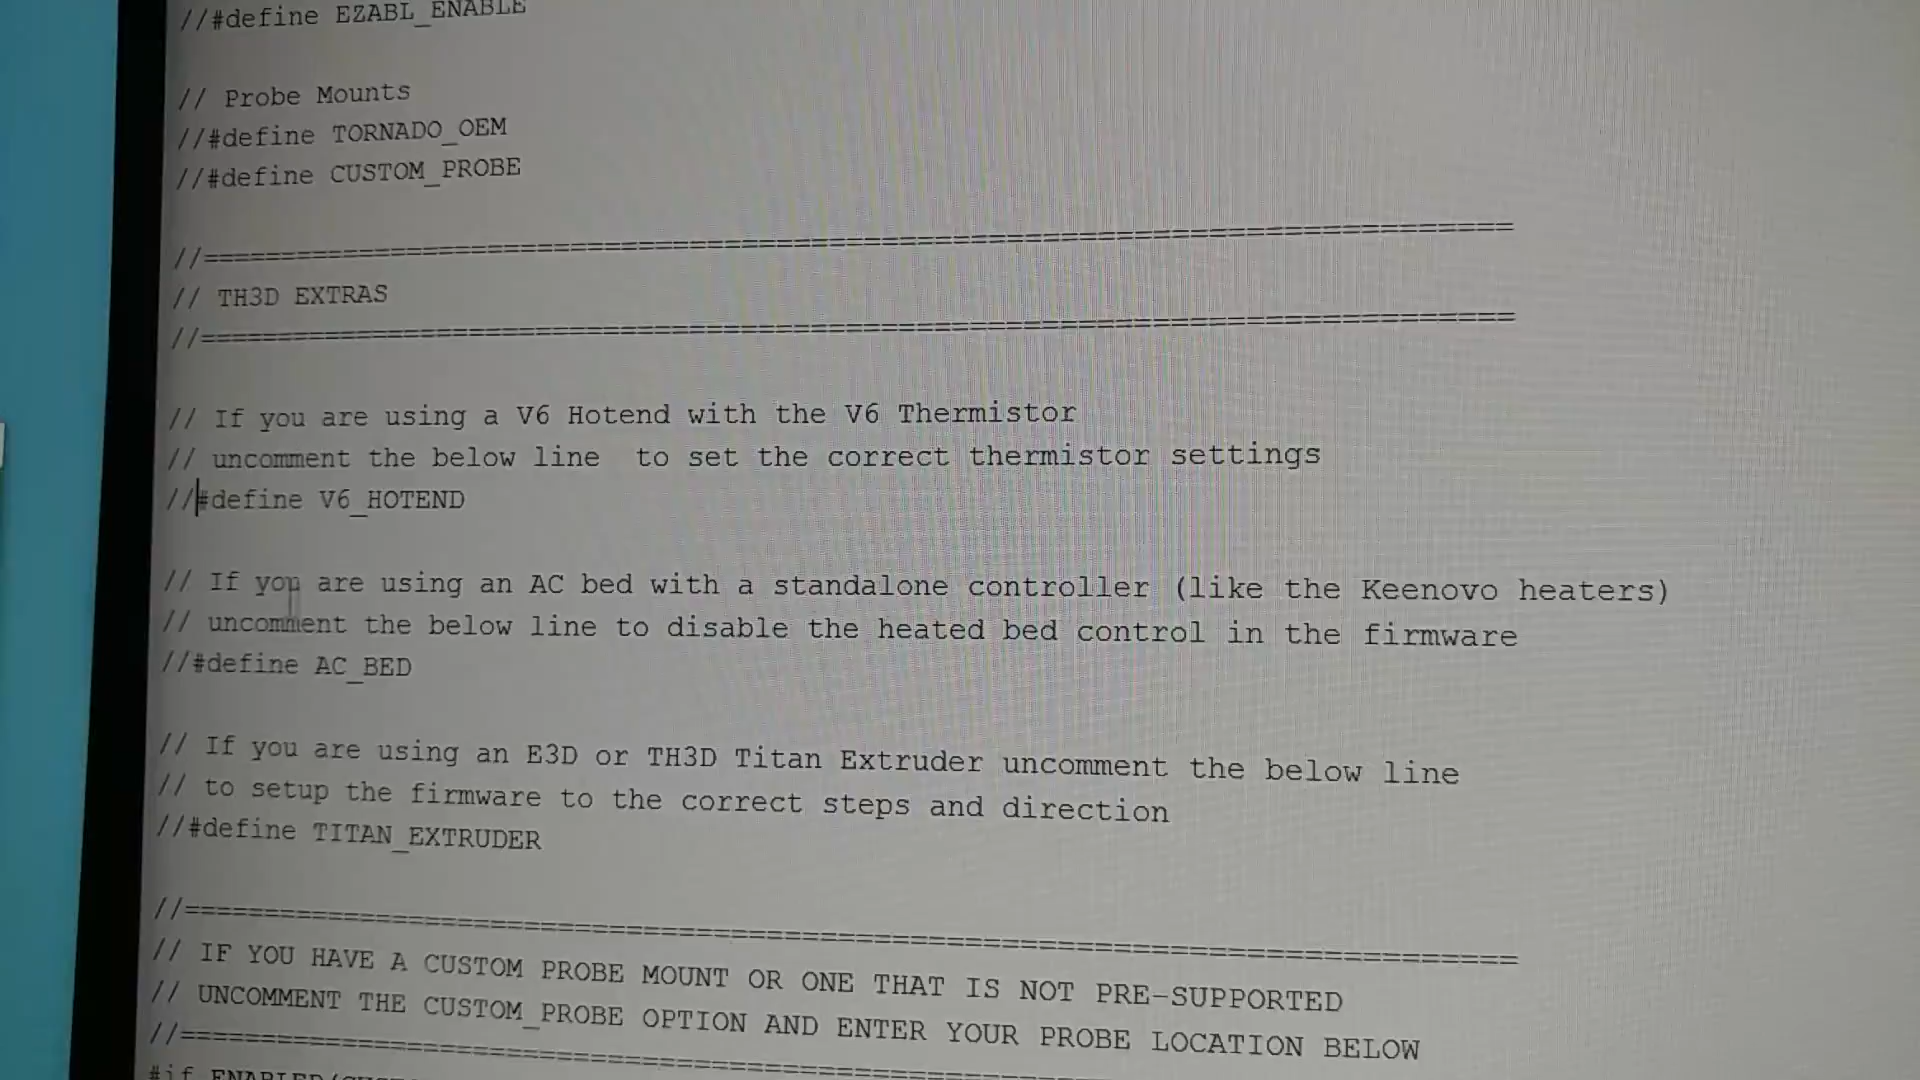 //#define EZABL_ENABLE
// Probe Mounts
//#define TORNADO_OEM
//#define CUSTOM_PROBE
//=====================================================================================
// TH3D EXTRAS
//=====================================================================================
// If you are using a V6 Hotend with the V6 Thermistor
// uncomment the below line  to set the correct thermistor settings
//#define V6_HOTEND
// If you are using an AC bed with a standalone controller (like the Keenovo heaters)
// uncomment the below line to disable the heated bed control in the firmware
//#define AC_BED
// If you are using an E3D or TH3D Titan Extruder uncomment the below line
// to setup the firmware to the correct steps and direction
//#define TITAN_EXTRUDER
//=====================================================================================
// IF YOU HAVE A CUSTOM PROBE MOUNT OR ONE THAT IS NOT PRE-SUPPORTED
// UNCOMMENT THE CUSTOM_PROBE OPTION AND ENTER YOUR PROBE LOCATION BELOW
//=====================================================================================
#if